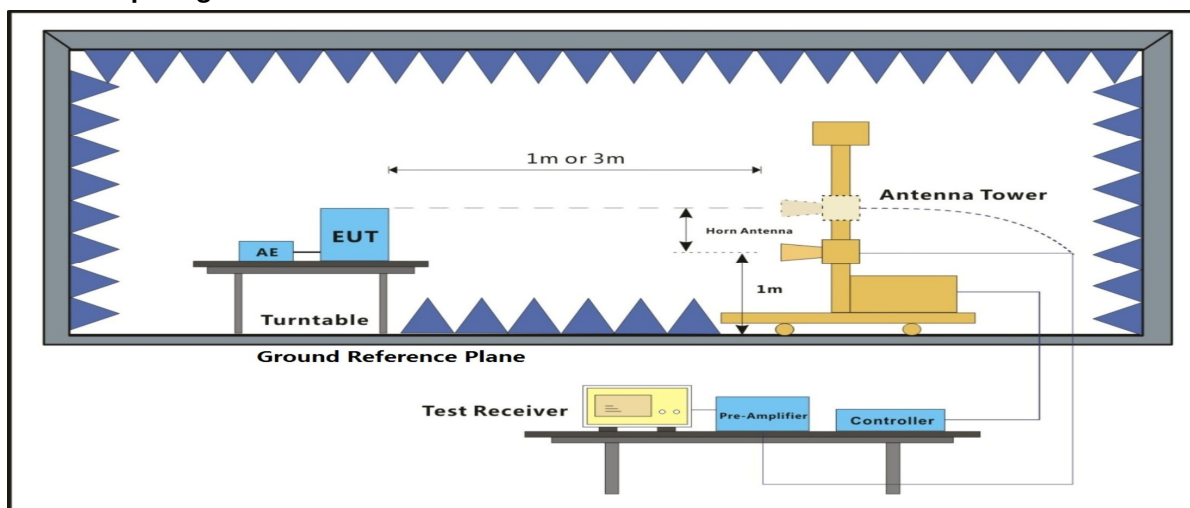 1m or 3m
Antenna Tower
Horn Antenna
EUT
AE
1m
Turntable
Ground Reference Plane
Test Receiver
Pre-Amplifier
Controller